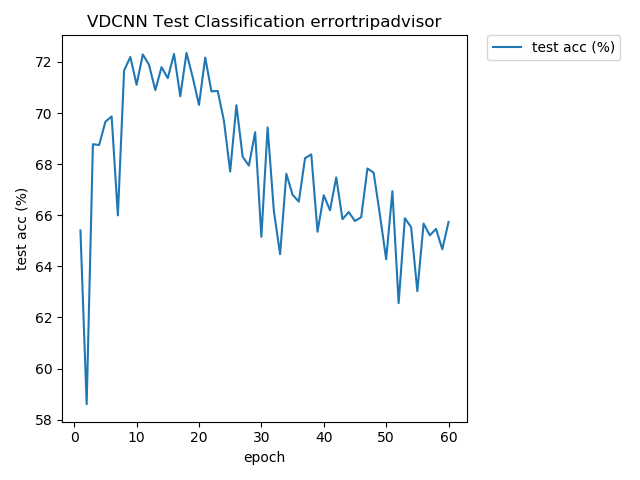 VDCNN Test Classification errortripadvisor
test acc (%)
72
70
68
66
64
62
60
58
test acc (%)
0 10 20 30 40 50 60
epoch